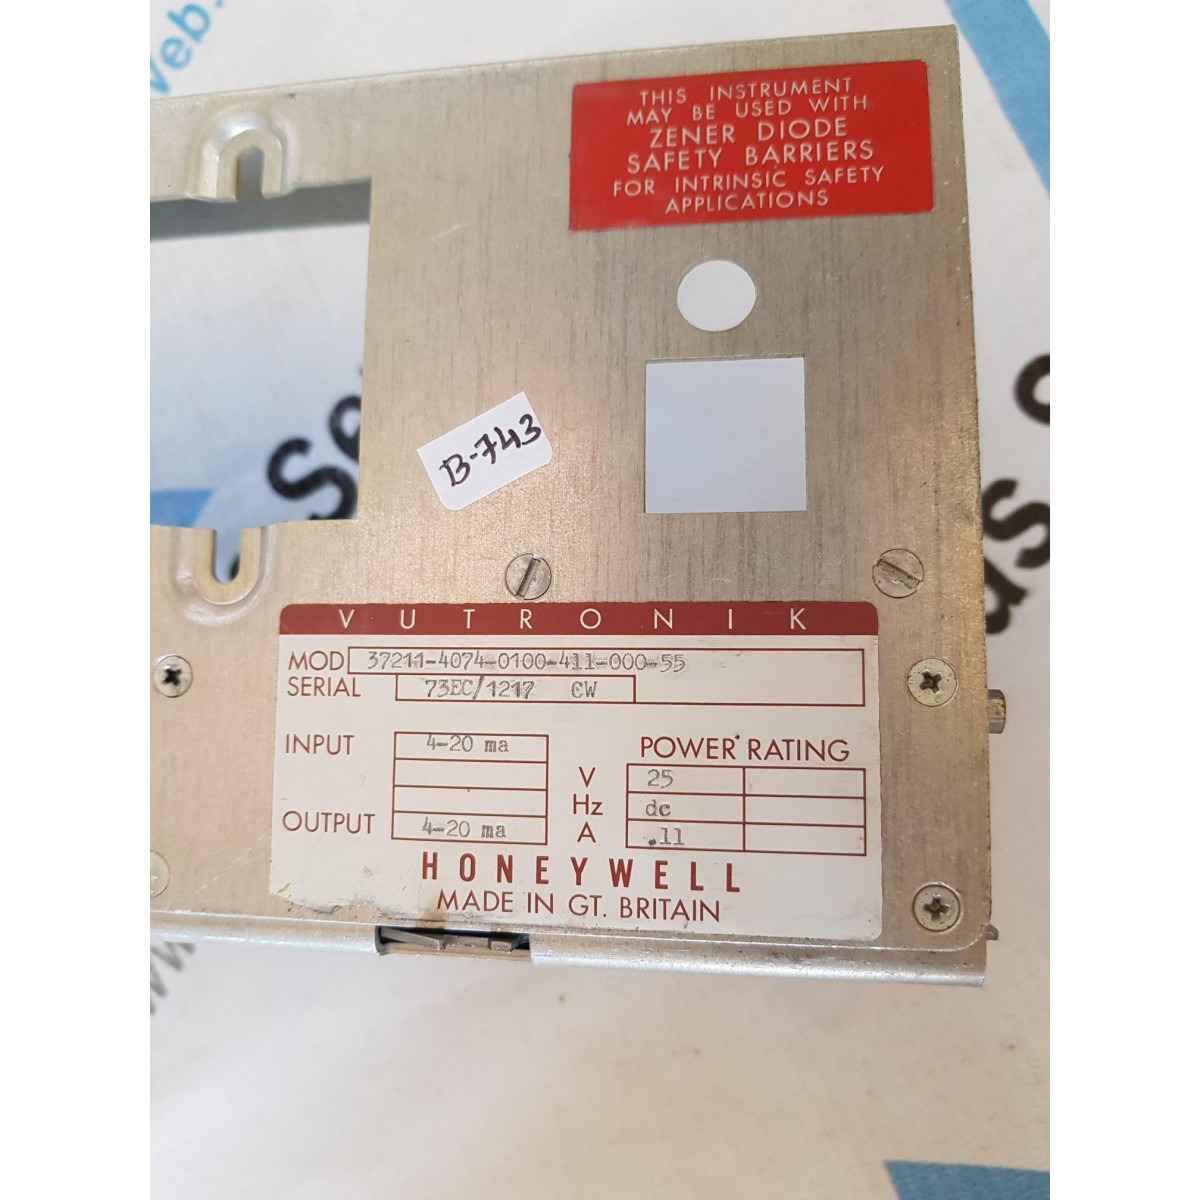 THIS INSTRUMENT
MAY BE USED WITH
ZENER DIODE
SAFETY BARRIERS
FOR INTRINSIC SAFETY
APPLICATIONS
B-743
VUTRONIK
MOD 37211-4074-0100-411-000-55
SERIAL 73EC/1217 CW
INPUT 4-20 ma
POWER RATING
V 25
Hz dc
OUTPUT 4-20 ma
A .11
HONEYWELL
MADE IN GT. BRITAIN